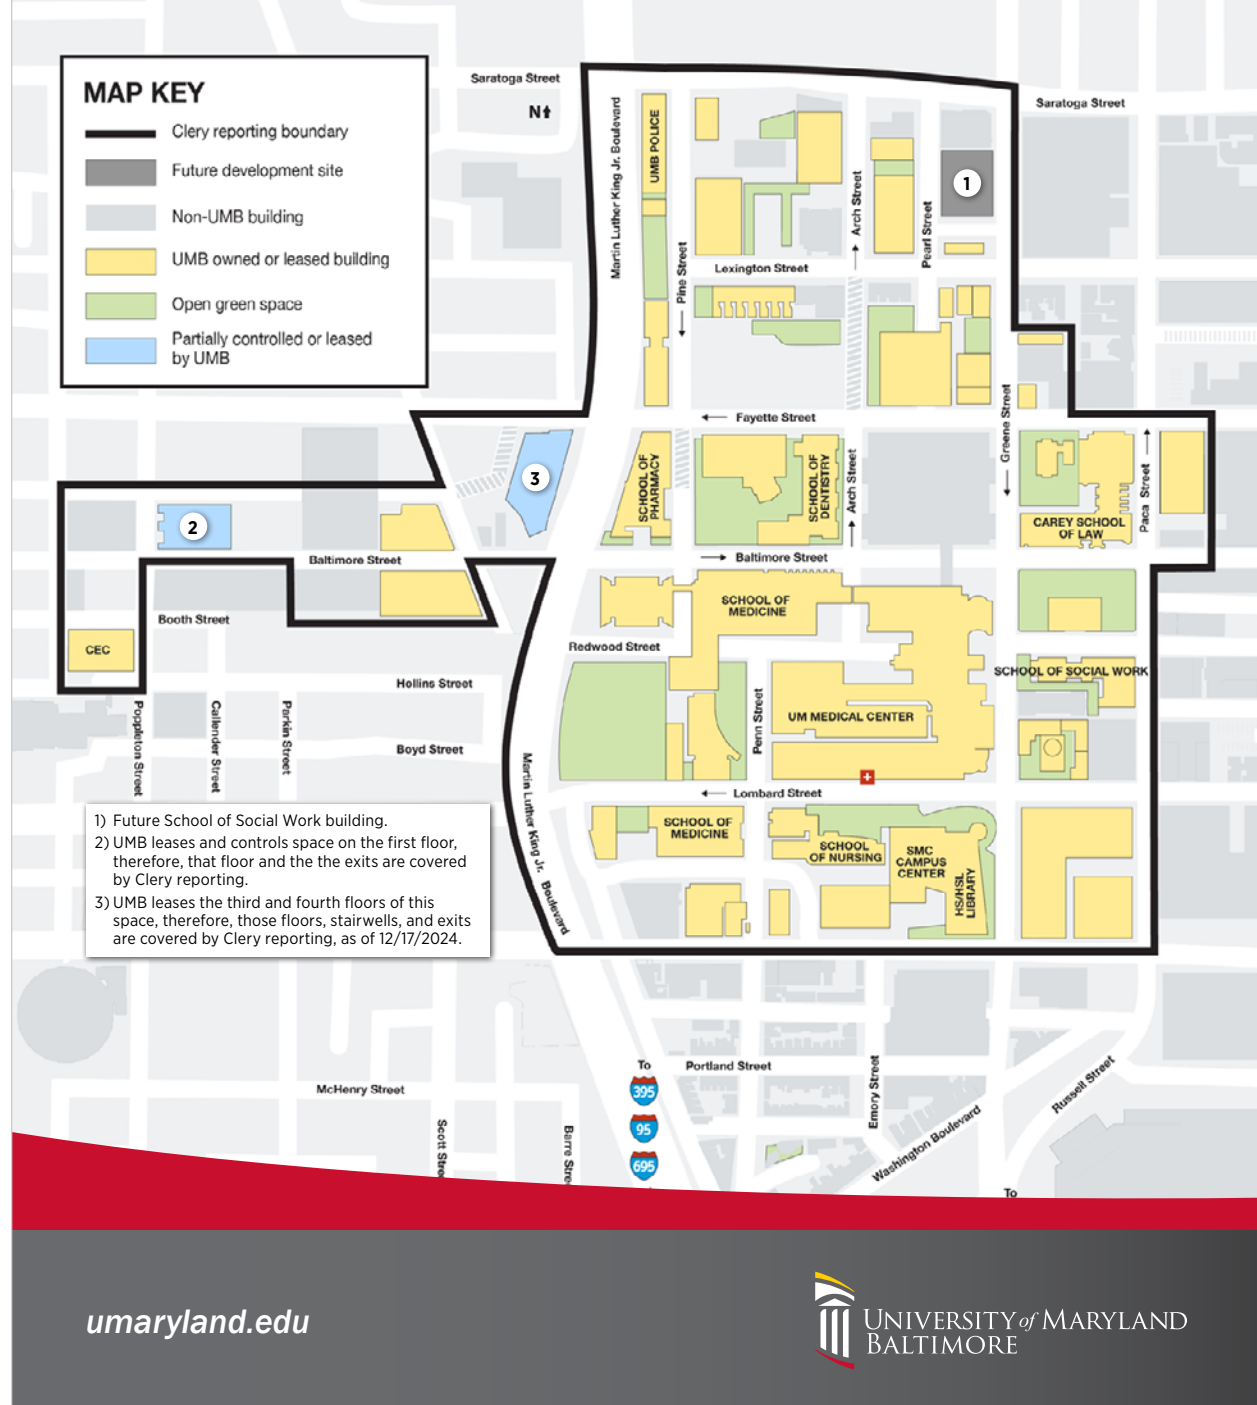 MAP KEY
Clery reporting boundary
Future development site
Non-UMB building
UMB owned or leased building
Open green space
Partially controlled or leased
by UMB
Saratoga Street
N
Saratoga Street
Martin Luther King Jr. Boulevard
UMB POLICE
Pine Street
Arch Street
Pearl Street
1
Lexington Street
Greene Street
Fayette Street
3
2
SCHOOL OF
PHARMACY
SCHOOL OF
DENTISTRY
Arch Street
CAREY SCHOOL
OF LAW
Paca Street
Baltimore Street
Baltimore Street
SCHOOL OF
MEDICINE
Booth Street
CEC
Redwood Street
SCHOOL OF SOCIAL WORK
Hollins Street
Poppleton Street
Callender Street
Parkin Street
Boyd Street
Penn Street
UM MEDICAL CENTER
Martin Luther King Jr. Boulevard
Lombard Street
SCHOOL OF
MEDICINE
SCHOOL
OF NURSING
SMC
CAMPUS
CENTER
HS/HSL
LIBRARY
1) Future School of Social Work building.
2) UMB leases and controls space on the first floor,
therefore, that floor and the the exits are covered
by Clery reporting.
3) UMB leases the third and fourth floors of this
space, therefore, those floors, stairwells, and exits
are covered by Clery reporting, as of 12/17/2024.
To
395
95
695
Portland Street
Emory Street
Russell Street
Washington Boulevard
McHenry Street
Scott Stree
Barre Stree
To
umaryland.edu
UNIVERSITY of MARYLAND
BALTIMORE